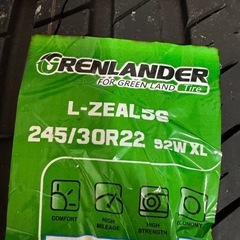 GRENLANDER
FOR GREEN LAND Tire
L-ZEAL56
245/30R22 92W XL
COMFORT HIGH MILEAGE HIGH STRENGTH ECONOMY